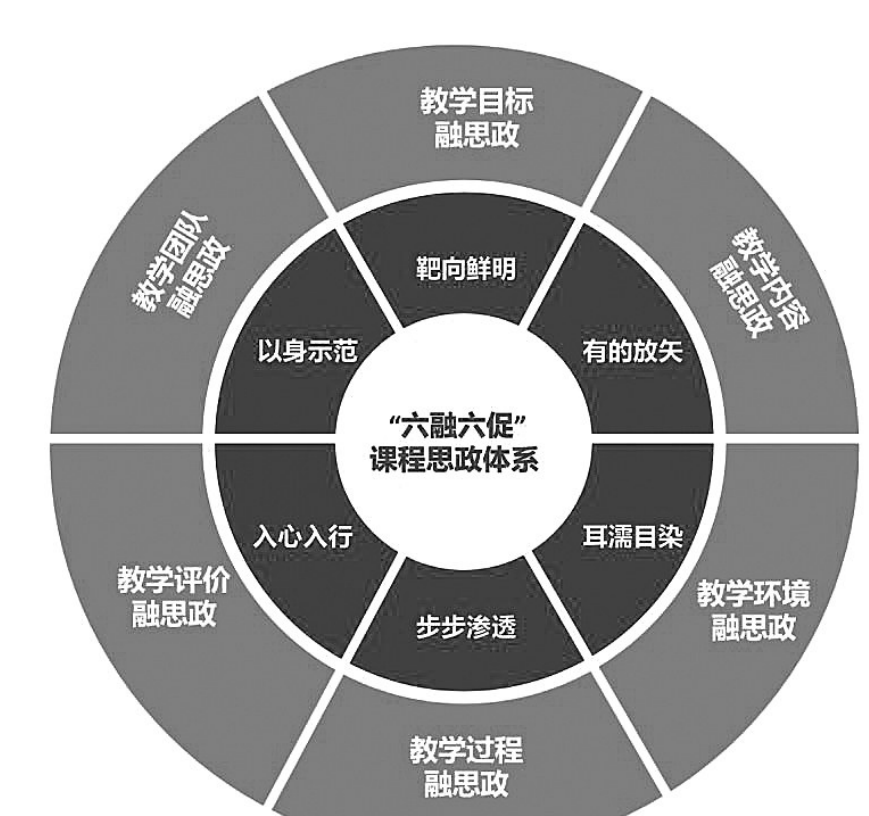 教学目标
融思政
教学团队
融思政
教学内容
融思政
靶向鲜明
以身示范
有的放矢
“六融六促”
课程思政体系
入心入行
耳濡目染
步步渗透
教学评价
融思政
教学环境
融思政
教学过程
融思政